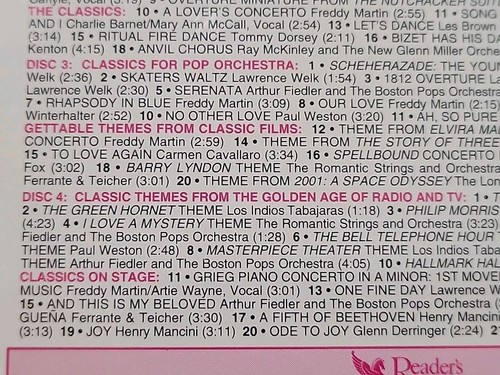 Carlyle, Vocal (3:19) 9 • OVERTURE MINIATURE FROM THE NUTCRACKER SUIT
THE CLASSICS: 10 • A LOVER'S CONCERTO Freddy Martin (2:55) 11 • SONG
AND I Charlie Barnet/Mary Ann McCall, Vocal (2:54) 13 • LET'S DANCE Les Brown
(3:14) 15 • RITUAL FIRE DANCE Tommy Dorsey (2:11) 16 • BIZET HAS HIS DA
Kenton (4:15) 18 • ANVIL CHORUS Ray McKinley and The New Glenn Miller Orche
DISC 3: CLASSICS FOR POP ORCHESTRA: 1 • SCHEHERAZADE: THE YOUN
Welk (2:36) 2 • SKATERS WALTZ Lawrence Welk (1:54) 3 • 1812 OVERTURE La
Lawrence Welk (2:30) 5 • SERENATA Arthur Fiedler and The Boston Pops Orchestra
7 • RHAPSODY IN BLUE Freddy Martin (3:09) 8 • OUR LOVE Freddy Martin (2:15
Winterhalter (2:52) 10 • NO OTHER LOVE Paul Weston (3:20) 11 • AH, SO PURE
GETTABLE THEMES FROM CLASSIC FILMS: 12 • THEME FROM ELVIRA MA
CONCERTO Freddy Martin (2:59) 14 • THEME FROM THE STORY OF THREE
15 • TO LOVE AGAIN Carmen Cavallaro (3:34) 16 • SPELLBOUND CONCERTO
Fox (3:02) 18 • BARRY LYNDON THEME The Romantic Strings and Orchestra
Ferrante & Teicher (3:01) 20 • THEME FROM 2001: A SPACE ODYSSEY The Lon
DISC 4: CLASSIC THEMES FROM THE GOLDEN AGE OF RADIO AND TV: 1 • T
2 • THE GREEN HORNET THEME Los Indios Tabajaras (1:18) 3 • PHILIP MORRIS
(4:23) 4 • I LOVE A MYSTERY THEME The Romantic Strings and Orchestra (3:23)
Fiedler and The Boston Pops Orchestra (1:28) 6 • THE BELL TELEPHONE HOUR
THEME Paul Weston (2:48) 8 • MASTERPIECE THEATER THEME Los Indios Taba
THEME Arthur Fiedler and The Boston Pops Orchestra (4:05) 10 • HALLMARK HAL
CLASSICS ON STAGE: 11 • GRIEG PIANO CONCERTO IN A MINOR: 1ST MOVE
MUSIC Freddy Martin/Artie Wayne, Vocal (3:01) 13 • ONE FINE DAY Lawrence W
15 • AND THIS IS MY BELOVED Arthur Fiedler and The Boston Pops Orchestra
GUEÑA Ferrante & Teicher (3:30) 17 • A FIFTH OF BEETHOVEN Henry Mancini
(3:13) 19 • JOY Henry Mancini (3:11) 20 • ODE TO JOY Glenn Derringer (2:24) 21
Reader's